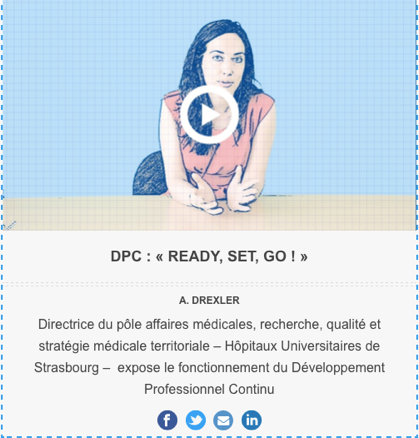 DPC : « READY, SET, GO ! »
A. DREXLER
Directrice du pôle affaires médicales, recherche, qualité et
stratégie médicale territoriale – Hôpitaux Universitaires de
Strasbourg – expose le fonctionnement du Développement
Professionnel Continu